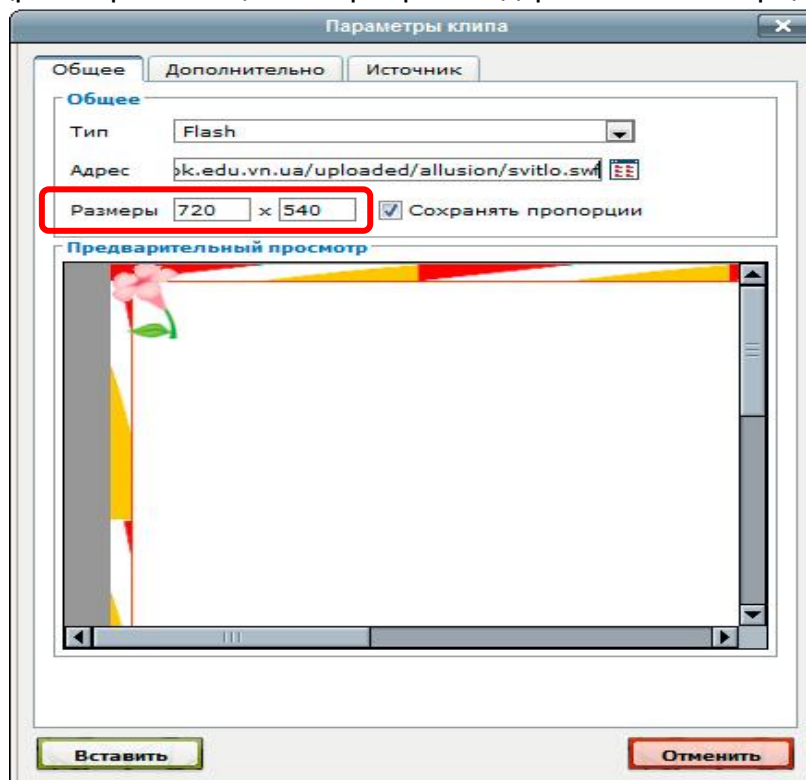 Параметры клипа
Общее Дополнительно Источник
Общее
Тип Flash
Адрес ok.edu.vn.ua/uploaded/allusion/svitlo.swf
Размеры 720 x 540 Сохранять пропорции
Предварительный просмотр
Вставить Отменить